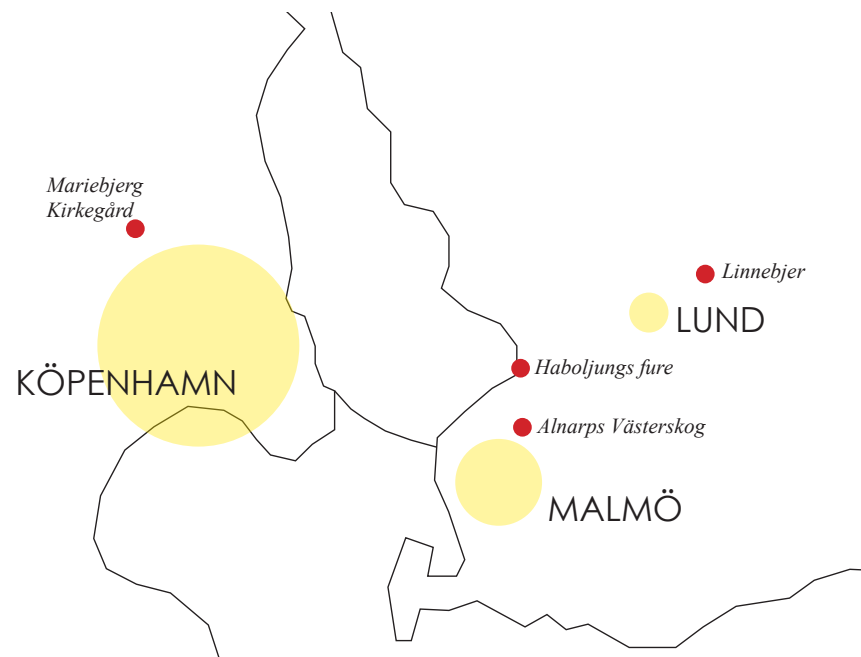 Mariebjerg
Kirkegård
Linnebjer
LUND
Haboljungs fure
KÖPENHAMN
Alnarps Västerskog
MALMÖ